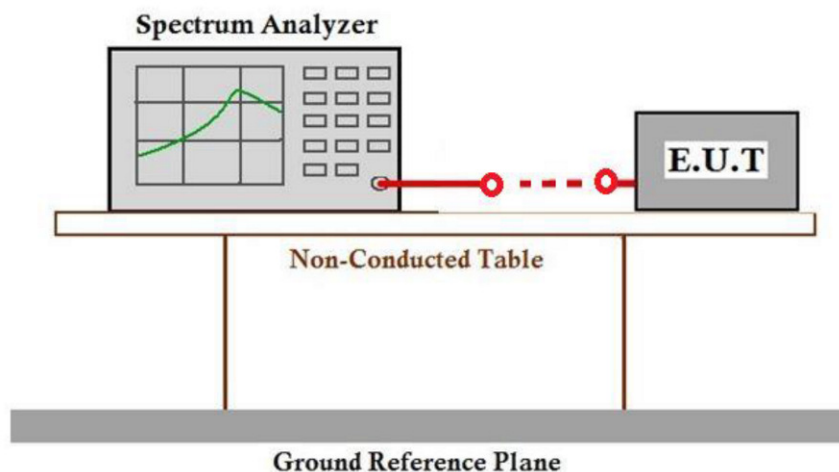 Spectrum Analyzer
E.U.T
Non-Conducted Table
Ground Reference Plane